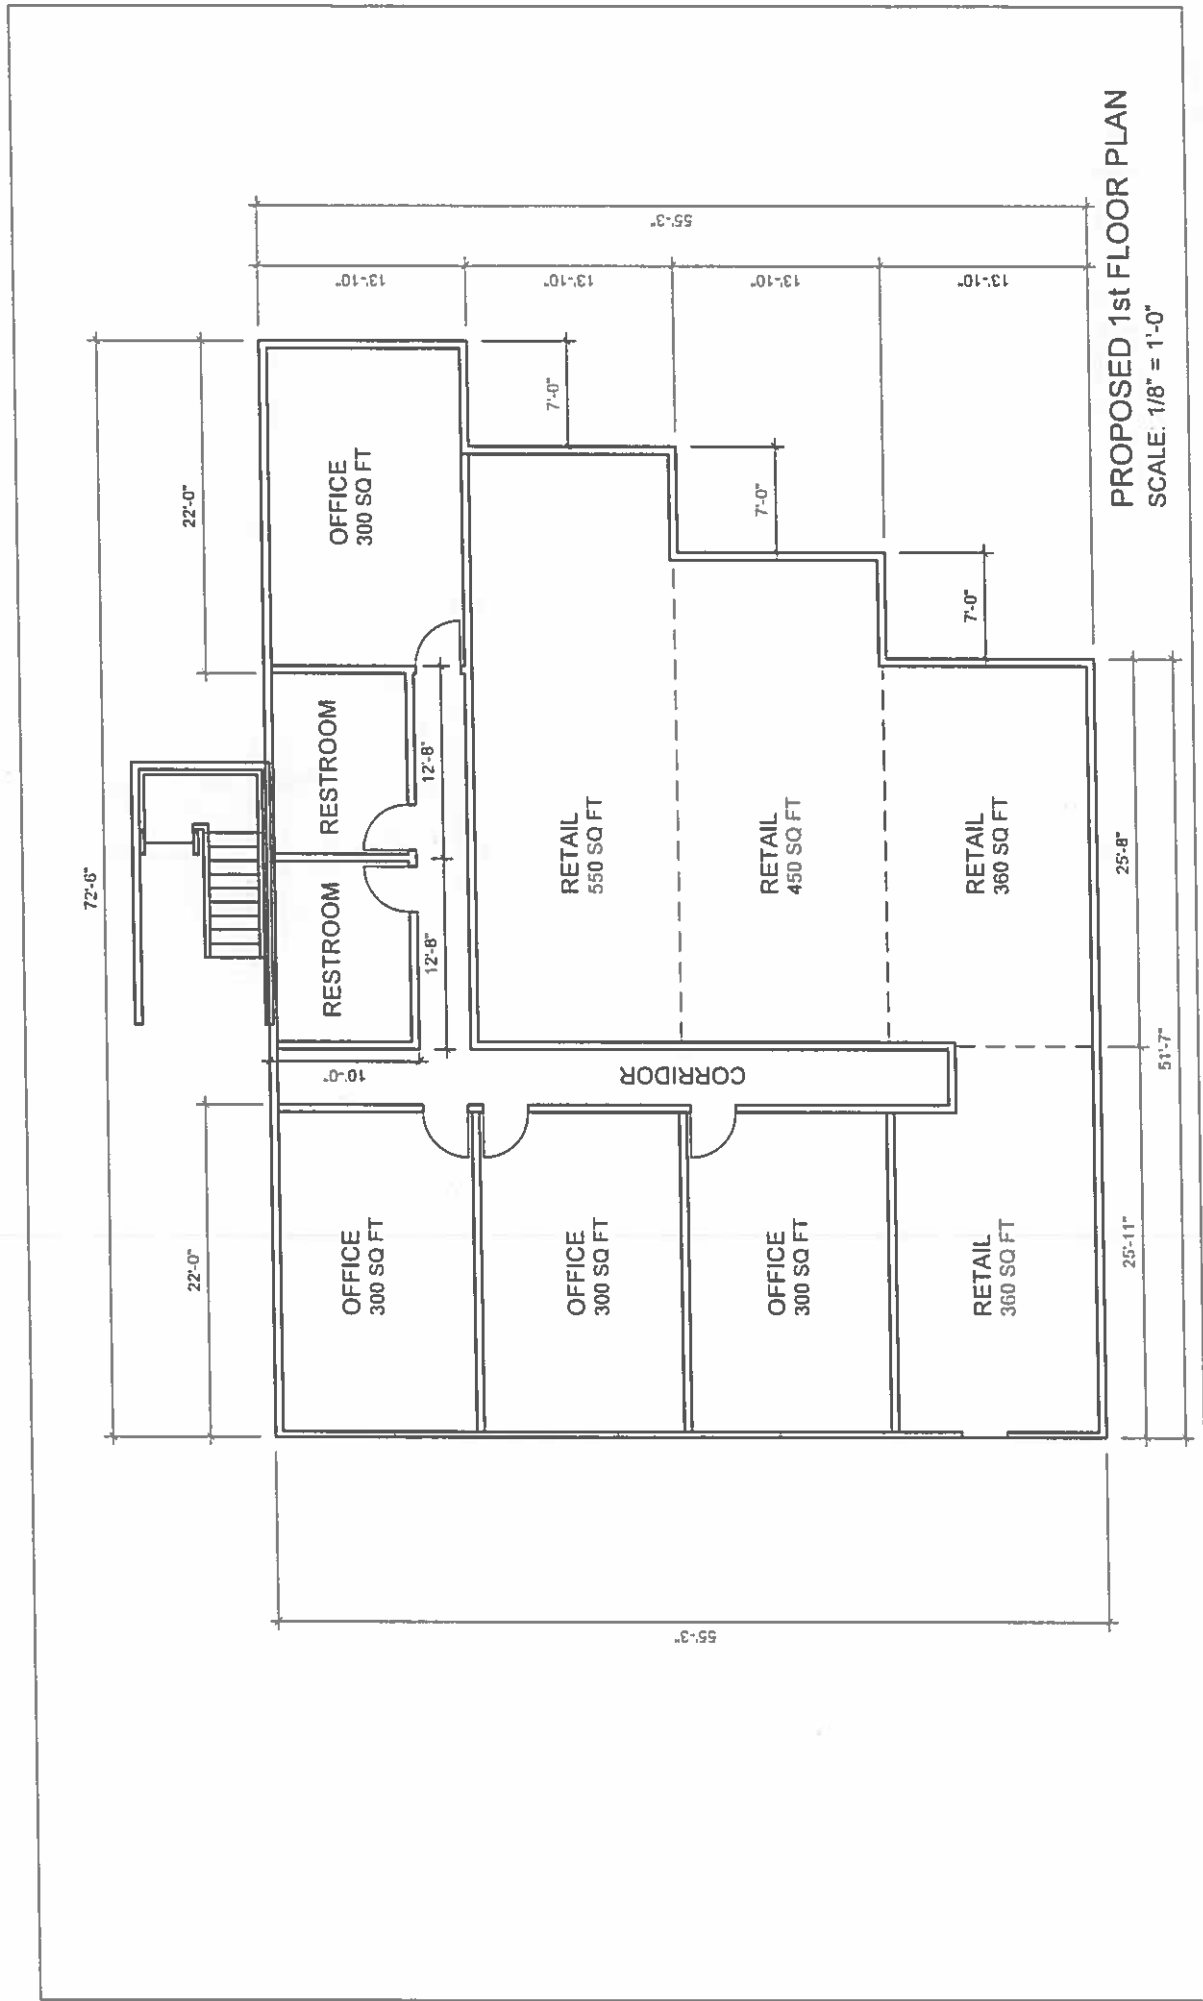 72'-6"
22'-0"
22'-0"
55'-3"
13'-10"
13'-10"
13'-10"
13'-10"
7'-0"
7'-0"
7'-0"
OFFICE
300 SQ FT
RESTROOM
RESTROOM
12'-8"
12'-8"
10'-0"
CORRIDOR
OFFICE
300 SQ FT
OFFICE
300 SQ FT
OFFICE
300 SQ FT
RETAIL
550 SQ FT
RETAIL
450 SQ FT
RETAIL
360 SQ FT
RETAIL
360 SQ FT
25'-11"
25'-8"
51'-7"
55'-3"
PROPOSED 1st FLOOR PLAN
SCALE: 1/8" = 1'-0"